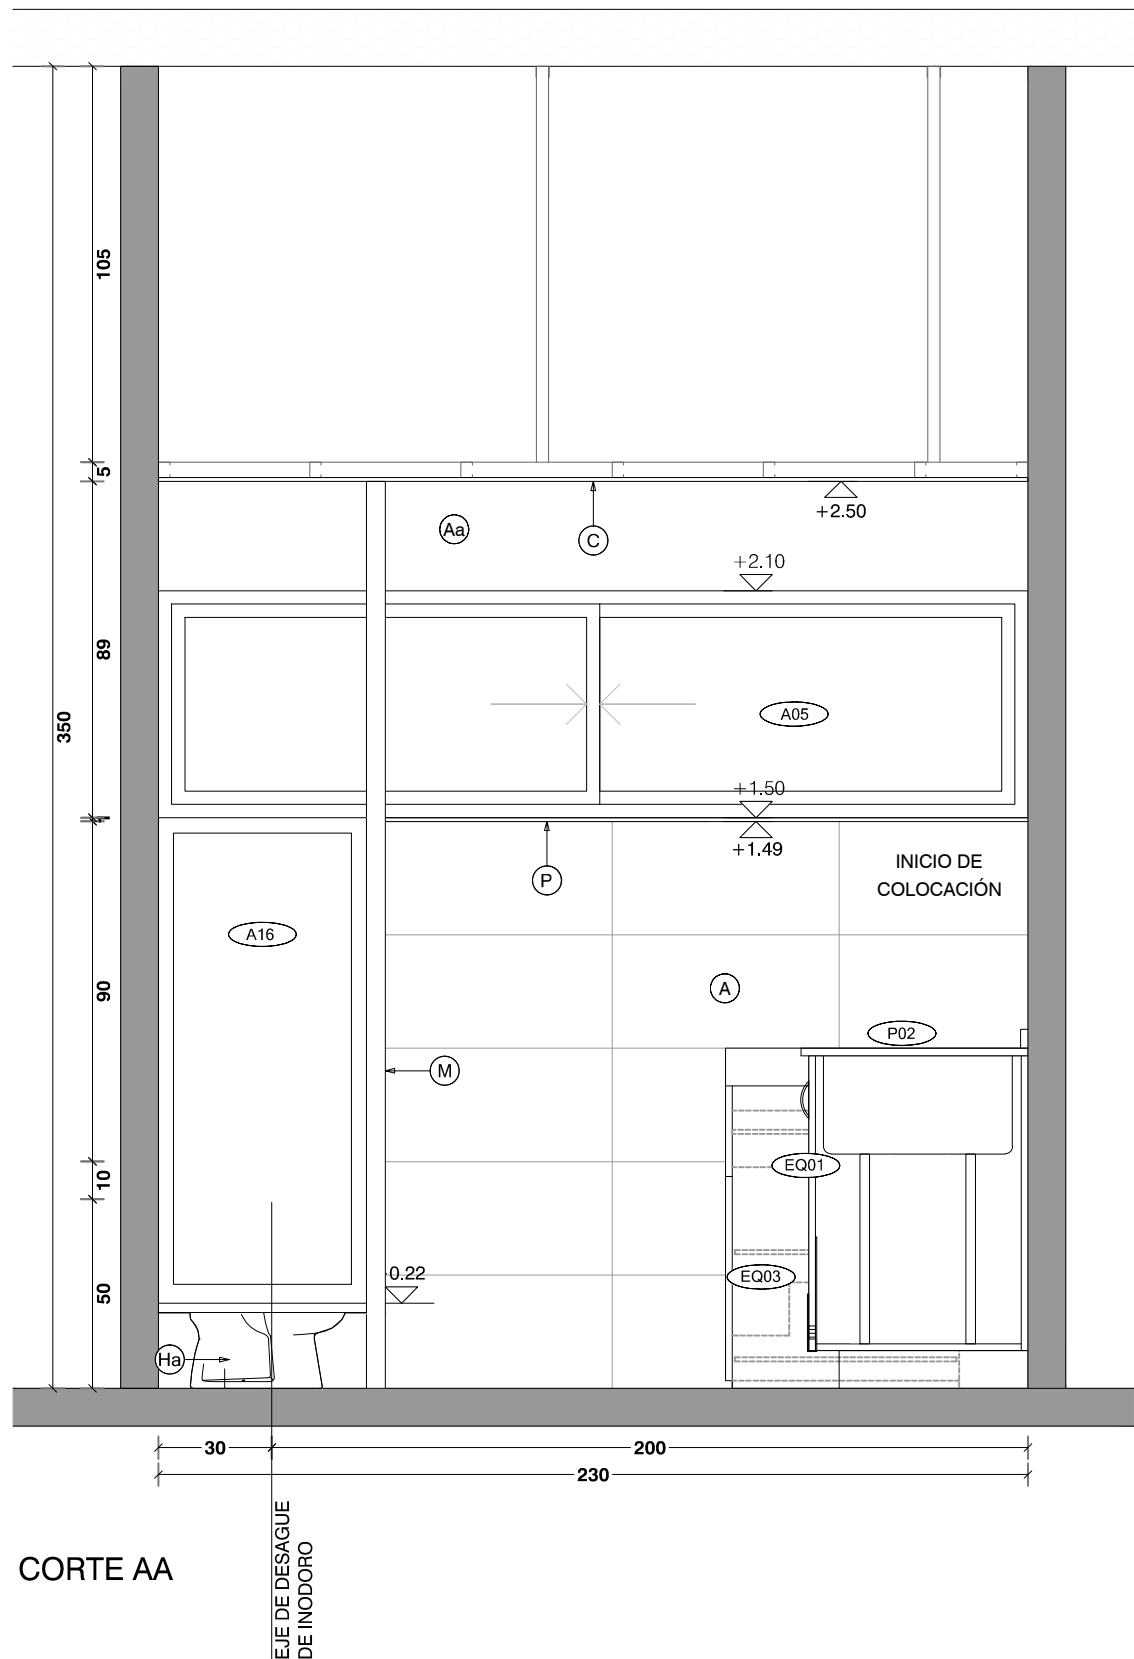 105
5
Aa
C
+2.50
+2.10
89
350
A05
+1.50
1
+1.49
P
INICIO DE
COLOCACIÓN
A16
90
A
P02
M
10
EQ01
0.22
EQ03
50
Ha
30
200
230
EJE DE DESAGUE
DE INODORO
CORTE AA